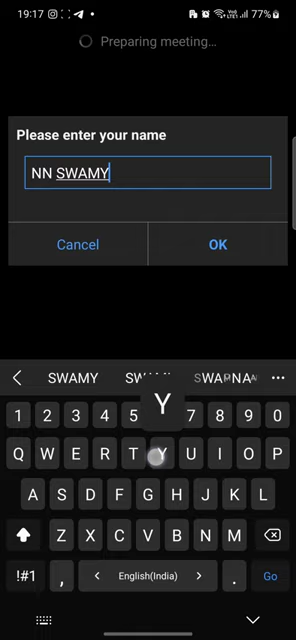 19:17 77%
Preparing meeting...
Please enter your name
NN SWAMY
Cancel OK
SWAMY SWAPNA ...
Y
1 2 3 4 5 7 8 9 0
Q W E R T Y U I O P
A S D F G H J K L
Z X C V B N M
!#1 , < English(India) > . Go